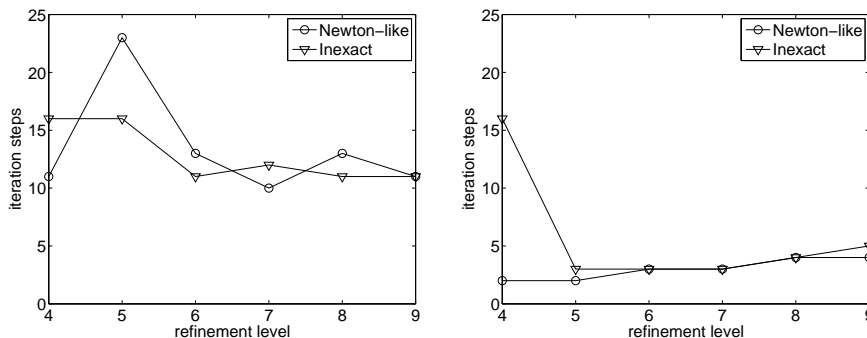 25
20
15
10
5
0
4 5 6 7 8 9
iteration steps
refinement level
Newton-like
Inexact
25
20
15
10
5
0
4 5 6 7 8 9
iteration steps
refinement level
Newton-like
Inexact